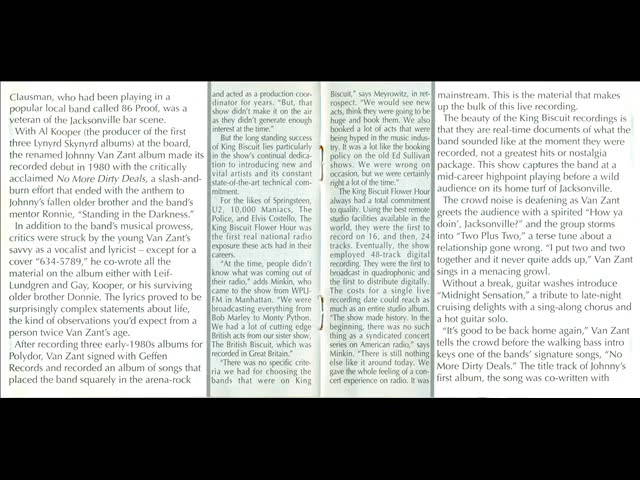 Clausman, who had been playing in a
popular local band called 86 Proof, was a
veteran of the Jacksonville bar scene.
With Al Kooper (the producer of the first
three Lynyrd Skynyrd albums) at the board,
the renamed Johnny Van Zant album made its
recorded debut in 1980 with the critically
acclaimed No More Dirty Deals, a slash-and-
burn effort that ended with the anthem to
Johnny's fallen older brother and the band's
mentor Ronnie, "Standing in the Darkness."
In addition to the band's musical prowess,
critics were struck by the young Van Zant's
savvy as a vocalist and lyricist – except for a
cover "634-5789," he co-wrote all the
material on the album either with Leif-
Lundgren and Gay, Kooper, or his surviving
older brother Donnie. The lyrics proved to be
surprisingly complex statements about life,
the kind of observations you'd expect from a
person twice Van Zant's age.
After recording three early-1980s albums for
Polydor, Van Zant signed with Geffen
Records and recorded an album of songs that
placed the band squarely in the arena-rock
and acted as a production coor-
dinator for years. "But, that
show didn't make it on the air
as they didn't generate enough
interest at the time."
But the long standing success
of King Biscuit lies particularly
in the show's continual dedica-
tion to introducing new and
vital artists and its constant
state-of-the-art technical com-
mitment.
For the likes of Springsteen,
U2, 10,000 Maniacs, The
Police, and Elvis Costello, The
King Biscuit Flower Hour was
the first real national radio
exposure these acts had in their
careers.
"At the time, people didn't
know what was coming out of
their radio," adds Minkin, who
came to the show from WPLJ-
FM in Manhattan. "We were
broadcasting everything from
Bob Marley to Monty Python.
We had a lot of cutting edge
British acts from our sister show,
The British Biscuit, which was
recorded in Great Britain."
"There was no specific crite-
ria we had for choosing the
bands that were on King
Biscuit," says Meyrowitz, in ret-
rospect. "We would see new
acts, think they were going to be
huge and book them. We also
booked a lot of acts that were
being hyped in the music indus-
try. It was a lot like the booking
policy on the old Ed Sullivan
shows. We were wrong on
occasion, but we were certainly
right a lot of the time."
The King Biscuit Flower Hour
always had a total commitment
to quality. Using the best remote
studio facilities available in the
world, they were the first to
record on 16, and then, 24
tracks. Eventually, the show
employed 48-track digital
recording. They were the first to
broadcast in quadrophonic and
the first to distribute digitally.
The costs for a single live
recording date could reach as
much as an entire studio album.
"The show made history. In the
beginning, there was no such
thing as a syndicated concert
series on American radio," says
Minkin. "There is still nothing
else like it around today. We
gave the whole feeling of a con-
cert experience on radio. It was
mainstream. This is the material that makes
up the bulk of this live recording.
The beauty of the King Biscuit recordings is
that they are real-time documents of what the
band sounded like at the moment they were
recorded, not a greatest hits or nostalgia
package. This show captures the band at a
mid-career highpoint playing before a wild
audience on its home turf of Jacksonville.
The crowd noise is deafening as Van Zant
greets the audience with a spirited "How ya
doin', Jacksonville?" and the group storms
into "Two Plus Two," a terse tune about a
relationship gone wrong. "I put two and two
together and it never quite adds up," Van Zant
sings in a menacing growl.
Without a break, guitar washes introduce
"Midnight Sensation," a tribute to late-night
cruising delights with a sing-along chorus and
a hot guitar solo.
"It's good to be back home again," Van Zant
tells the crowd before the walking bass intro
keys one of the bands' signature songs, "No
More Dirty Deals." The title track of Johnny's
first album, the song was co-written with